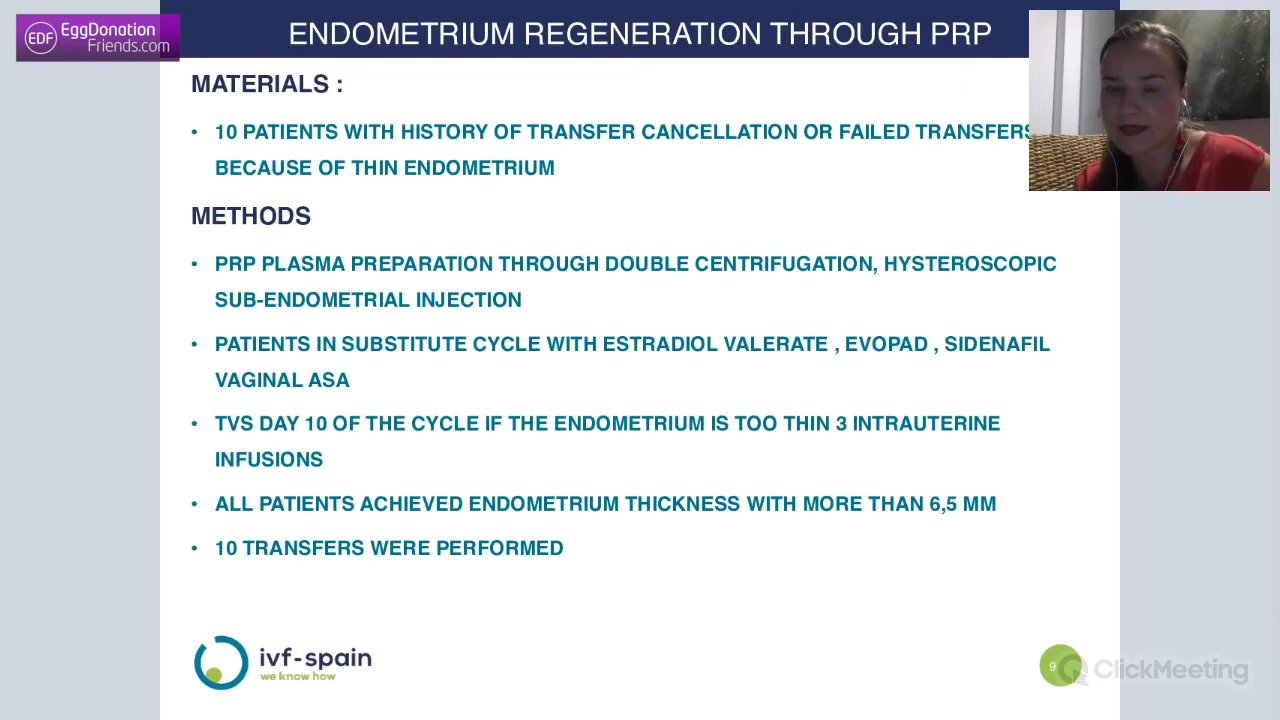 EDF EggDonation
Friends.com
ENDOMETRIUM REGENERATION THROUGH PRP
MATERIALS :
• 10 PATIENTS WITH HISTORY OF TRANSFER CANCELLATION OR FAILED TRANSFERS
BECAUSE OF THIN ENDOMETRIUM
METHODS
• PRP PLASMA PREPARATION THROUGH DOUBLE CENTRIFUGATION, HYSTEROSCOPIC
SUB-ENDOMETRIAL INJECTION
• PATIENTS IN SUBSTITUTE CYCLE WITH ESTRADIOL VALERATE , EVOPAD , SIDENAFIL
VAGINAL ASA
• TVS DAY 10 OF THE CYCLE IF THE ENDOMETRIUM IS TOO THIN 3 INTRAUTERINE
INFUSIONS
• ALL PATIENTS ACHIEVED ENDOMETRIUM THICKNESS WITH MORE THAN 6,5 MM
• 10 TRANSFERS WERE PERFORMED
ivf-spain
we know how
9
ClickMeeting